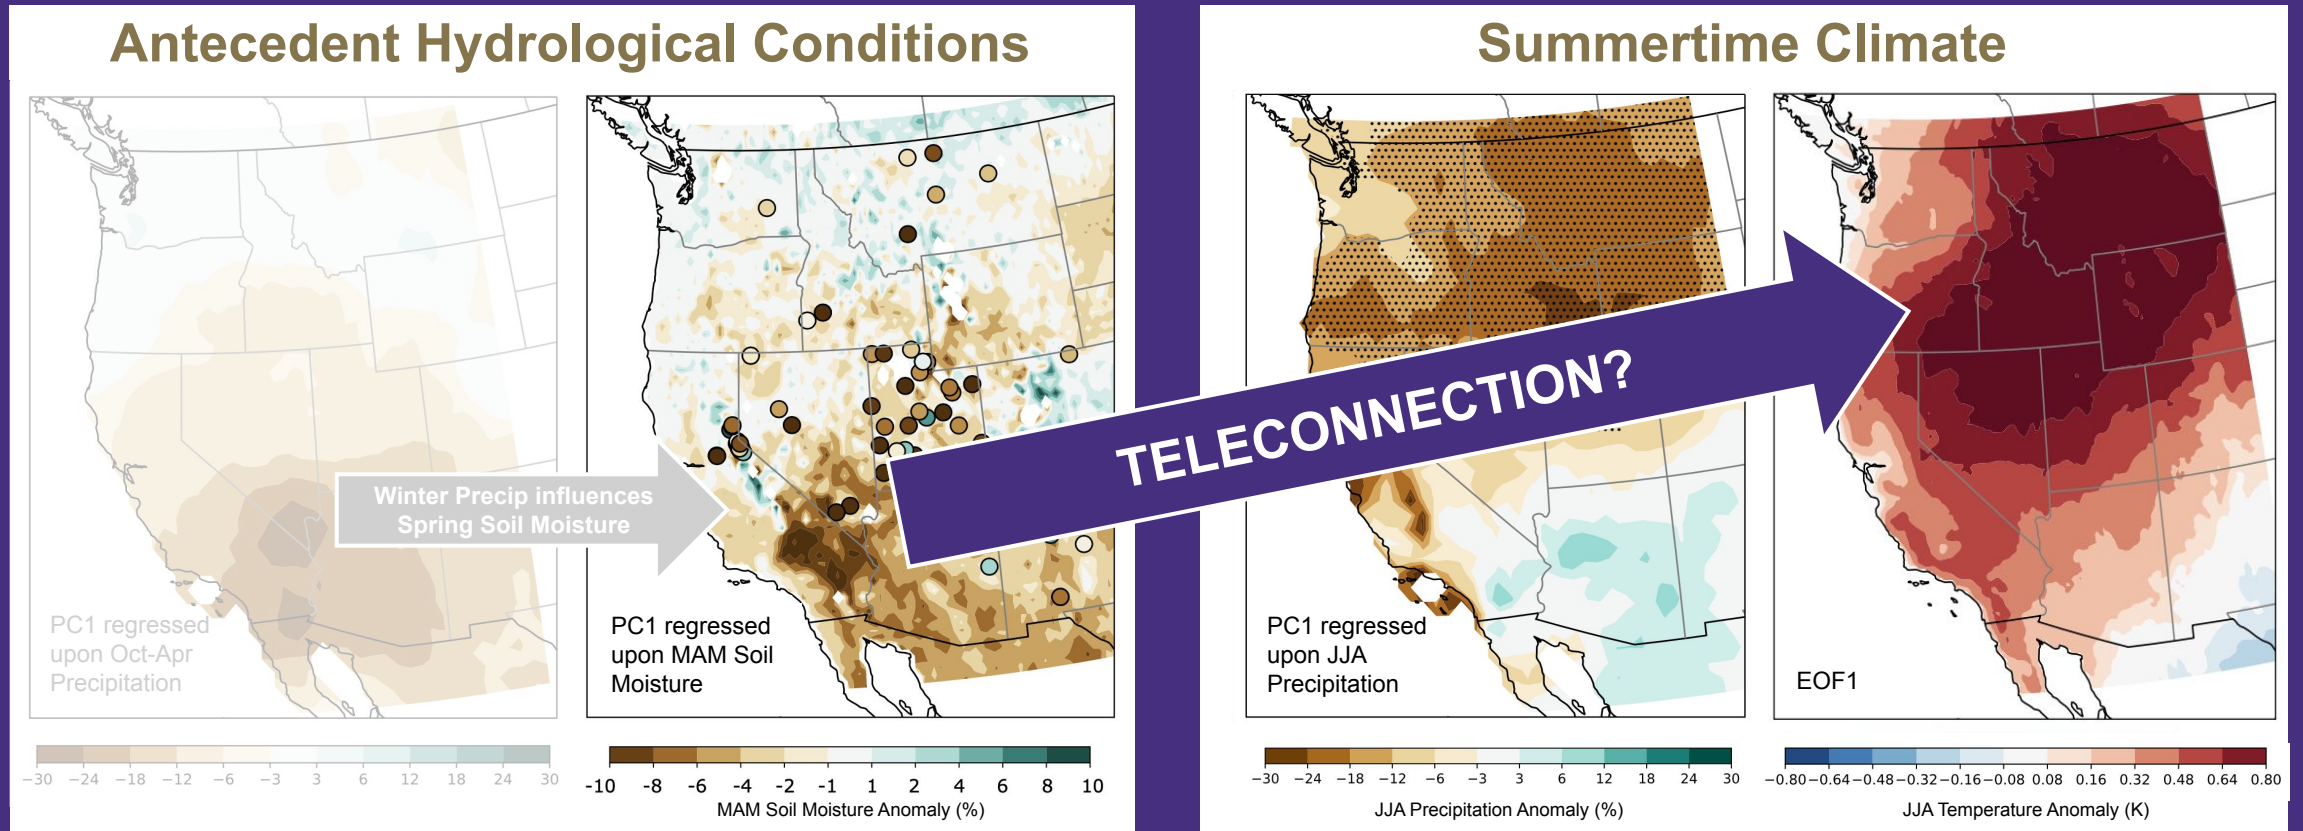 Antecedent Hydrological Conditions
Summertime Climate
Winter Precip influences
Spring Soil Moisture
TELECONNECTION?
PC1 regressed
upon Oct-Apr
Precipitation
PC1 regressed
upon MAM Soil
Moisture
PC1 regressed
upon JJA
Precipitation
EOF1
−30 −24 −18 −12 −6 −3 3 6 12 18 24 30
-10 -8 -6 -4 -2 -1 1 2 4 6 8 10
MAM Soil Moisture Anomaly (%)
−30 −24 −18 −12 −6 −3 3 6 12 18 24 30
JJA Precipitation Anomaly (%)
−0.80 −0.64 −0.48 −0.32 −0.16 −0.08 0.08 0.16 0.32 0.48 0.64 0.80
JJA Temperature Anomaly (K)